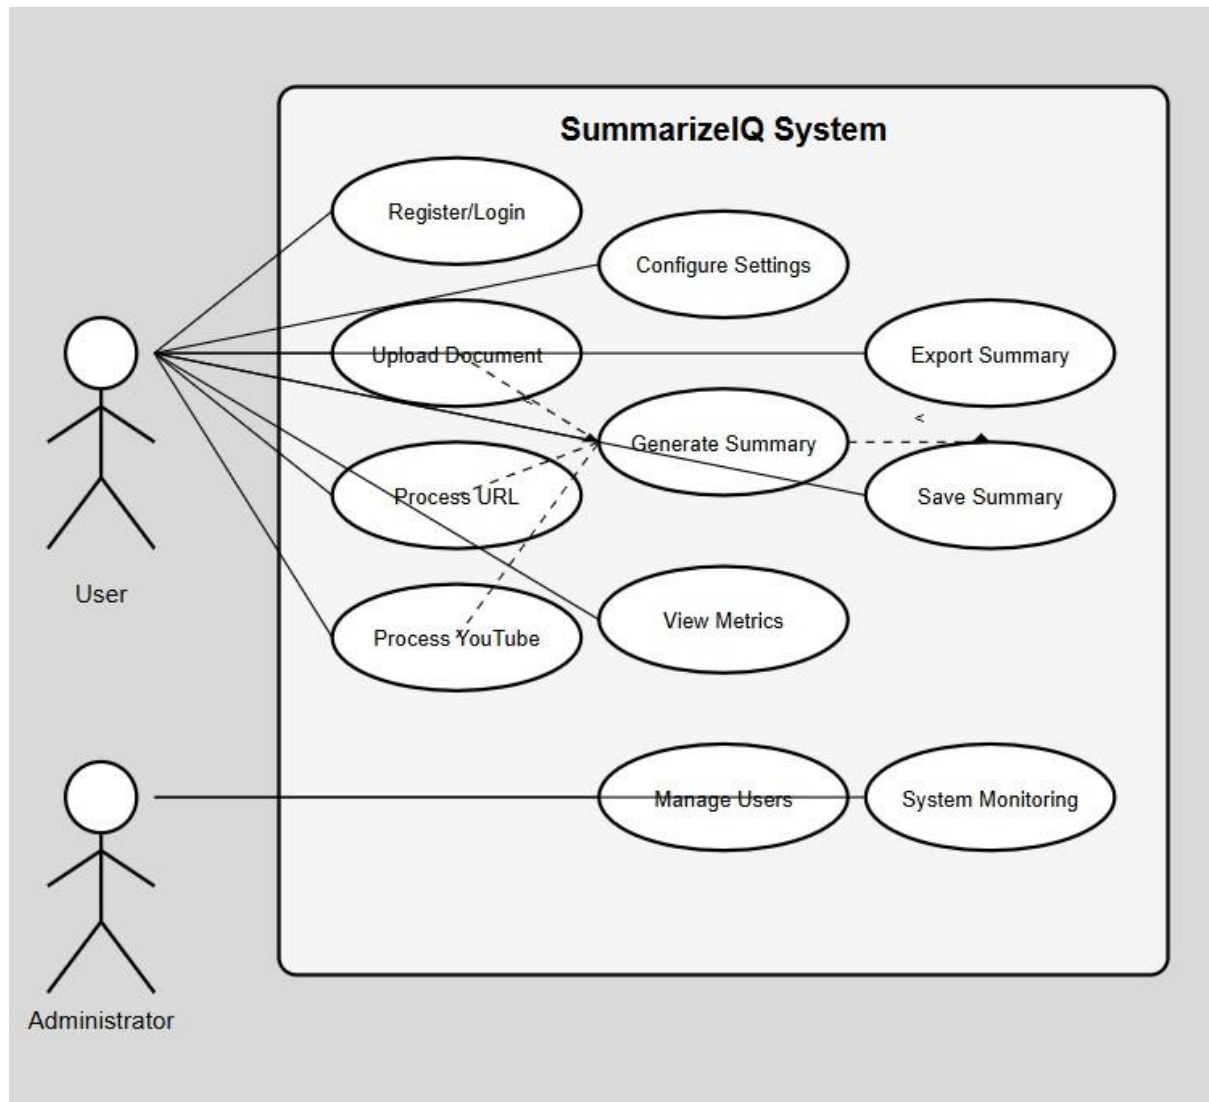 SummarizeIQ System
Register/Login
Configure Settings
Upload Document
Export Summary
<
Generate Summary
Process URL
Save Summary
User
View Metrics
Process YouTube
Manage Users
System Monitoring
Administrator